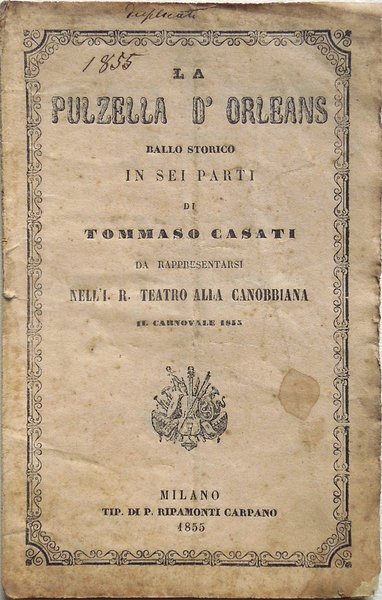 duplicato
1855
LA
PULZELLA D' ORLEANS
BALLO STORICO
IN SEI PARTI
DI
TOMMASO CASATI
DA RAPPRESENTARSI
NELL'I. R. TEATRO ALLA CANOBBIANA
IL CARNOVALE 1855
MILANO
TIP. DI P. RIPAMONTI CARPANO
1855